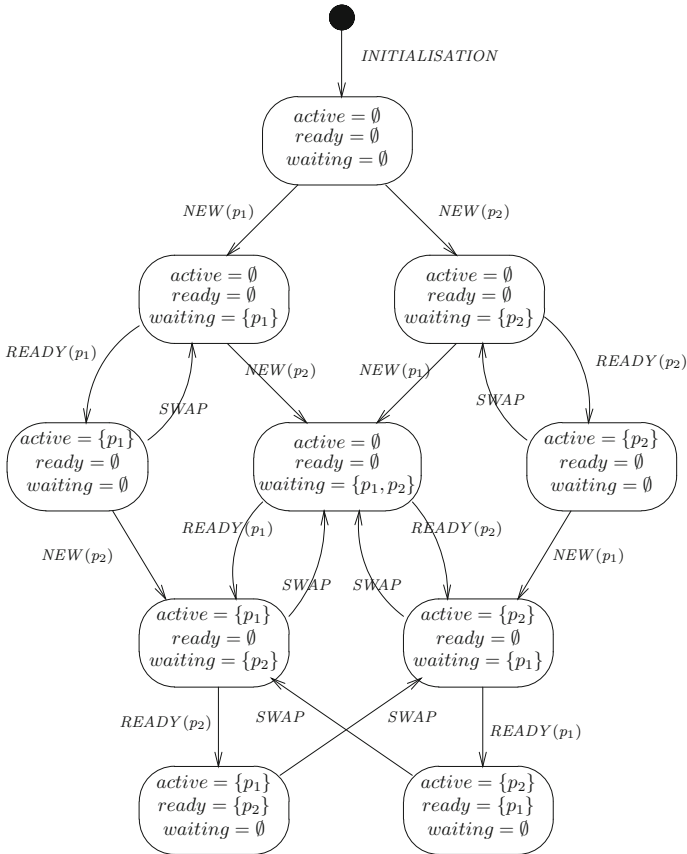 INITIALISATION
active = ∅
ready = ∅
waiting = ∅
NEW(p₁)
NEW(p₂)
active = ∅
ready = ∅
waiting = {p₁}
active = ∅
ready = ∅
waiting = {p₂}
READY(p₁)
SWAP
NEW(p₂)
NEW(p₁)
SWAP
READY(p₂)
active = {p₁}
ready = ∅
waiting = ∅
active = ∅
ready = ∅
waiting = {p₁, p₂}
active = {p₂}
ready = ∅
waiting = ∅
NEW(p₂)
READY(p₁)
SWAP
SWAP
READY(p₂)
NEW(p₁)
active = {p₁}
ready = ∅
waiting = {p₂}
active = {p₂}
ready = ∅
waiting = {p₁}
READY(p₂)
SWAP
SWAP
READY(p₁)
active = {p₁}
ready = {p₂}
waiting = ∅
active = {p₂}
ready = {p₁}
waiting = ∅